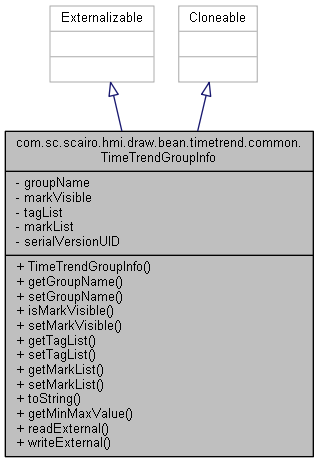 Externalizable
Cloneable
com.sc.scairo.hmi.draw.bean.timetrend.common.
TimeTrendGroupInfo
- groupName
- markVisible
- tagList
- markList
- serialVersionUID
+ TimeTrendGroupInfo()
+ getGroupName()
+ setGroupName()
+ isMarkVisible()
+ setMarkVisible()
+ getTagList()
+ setTagList()
+ getMarkList()
+ setMarkList()
+ toString()
+ getMinMaxValue()
+ readExternal()
+ writeExternal()